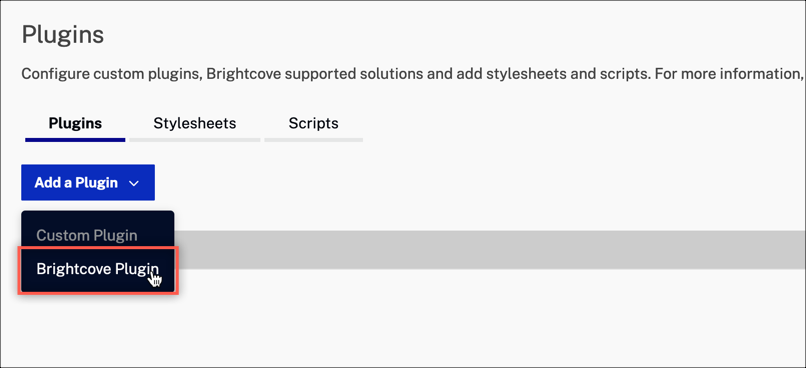 Plugins
Configure custom plugins, Brightcove supported solutions and add stylesheets and scripts. For more information,
Plugins Stylesheets Scripts
Add a Plugin
Custom Plugin
Brightcove Plugin